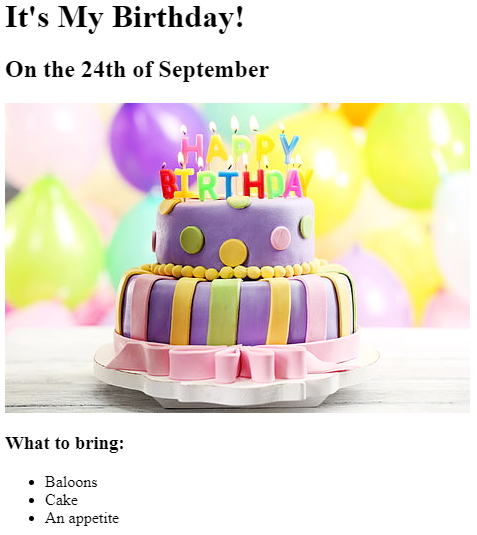 It's My Birthday!
On the 24th of September
HAPPY
BIRTHDAY
What to bring:
Baloons
Cake
An appetite